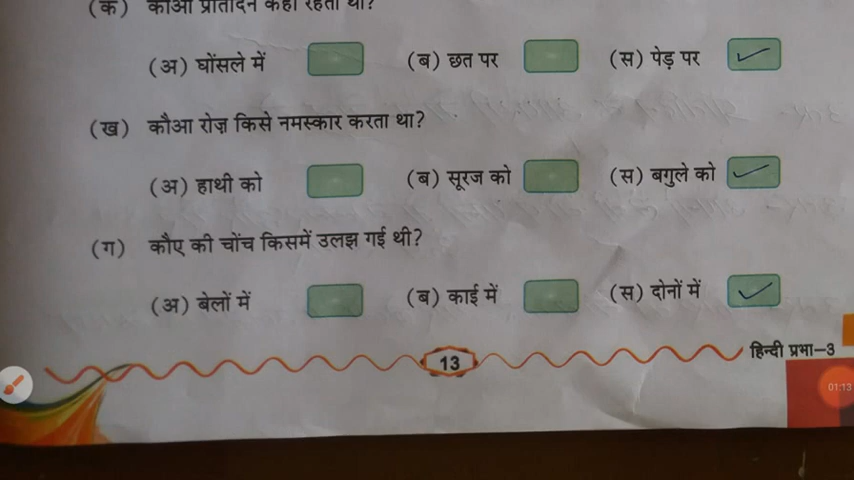 (क) कौआ प्रतिदिन कहाँ रहता था?
(अ) घोंसले में (ब) छत पर (स) पेड़ पर ✓
(ख) कौआ रोज़ किसे नमस्कार करता था?
(अ) हाथी को (ब) सूरज को (स) बगुले को ✓
(ग) कौए की चोंच किसमें उलझ गई थी?
(अ) बेलों में (ब) काई में (स) दोनों में ✓
13
हिन्दी प्रभा–3
01:13